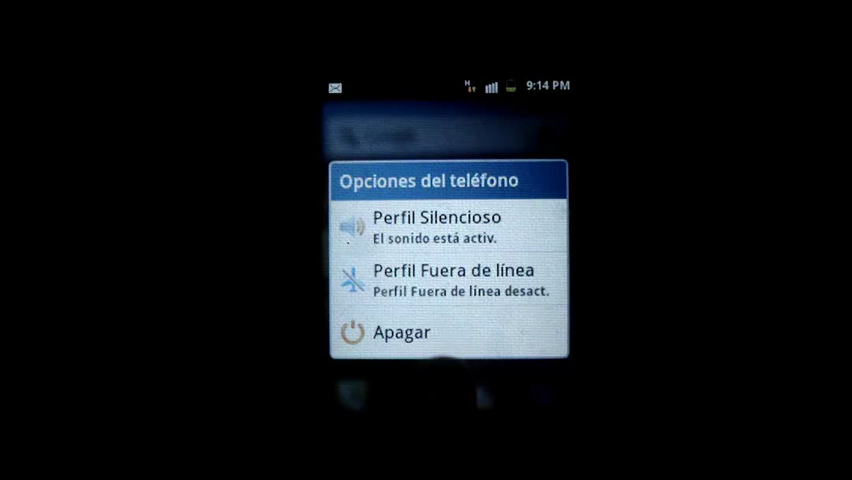 H
9:14 PM
Opciones del teléfono
Perfil Silencioso
El sonido está activ.
Perfil Fuera de línea
Perfil Fuera de línea desact.
Apagar